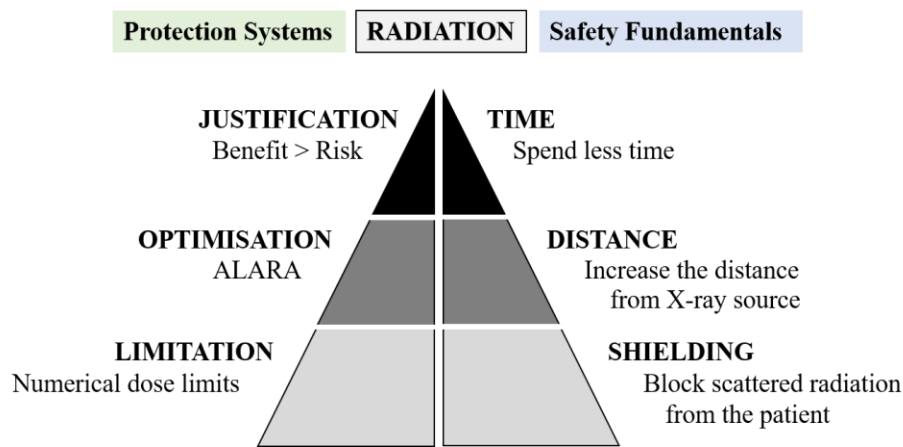 Protection Systems
RADIATION
Safety Fundamentals
JUSTIFICATION
Benefit > Risk
TIME
Spend less time
OPTIMISATION
ALARA
DISTANCE
Increase the distance
from X-ray source
LIMITATION
Numerical dose limits
SHIELDING
Block scattered radiation
from the patient